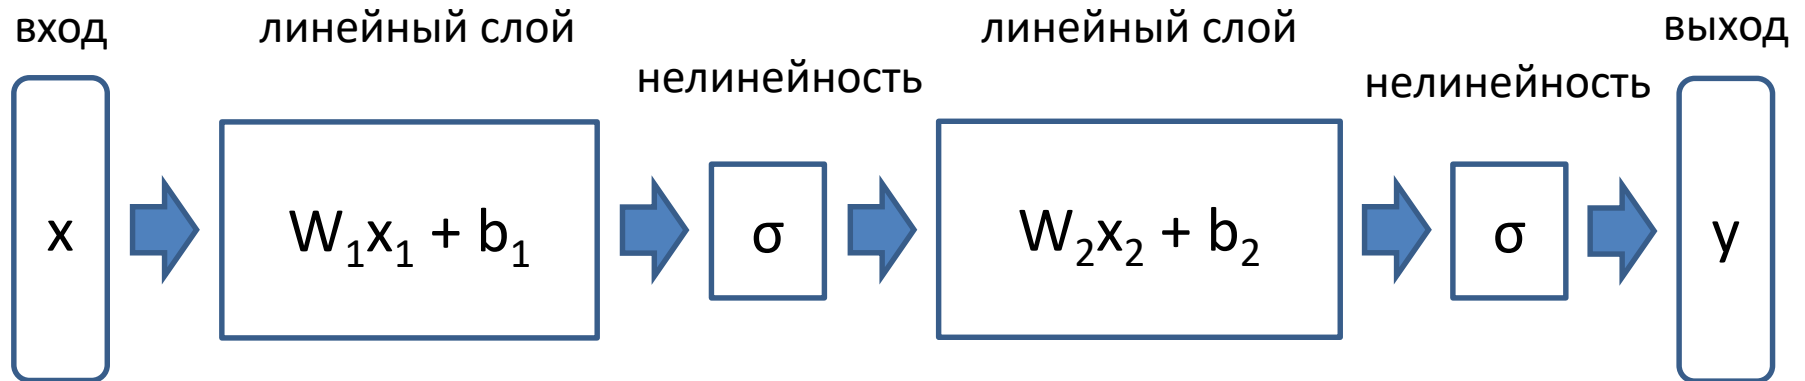 вход
линейный слой
нелинейность
линейный слой
нелинейность
выход
x
W₁x₁ + b₁
σ
W₂x₂ + b₂
σ
y